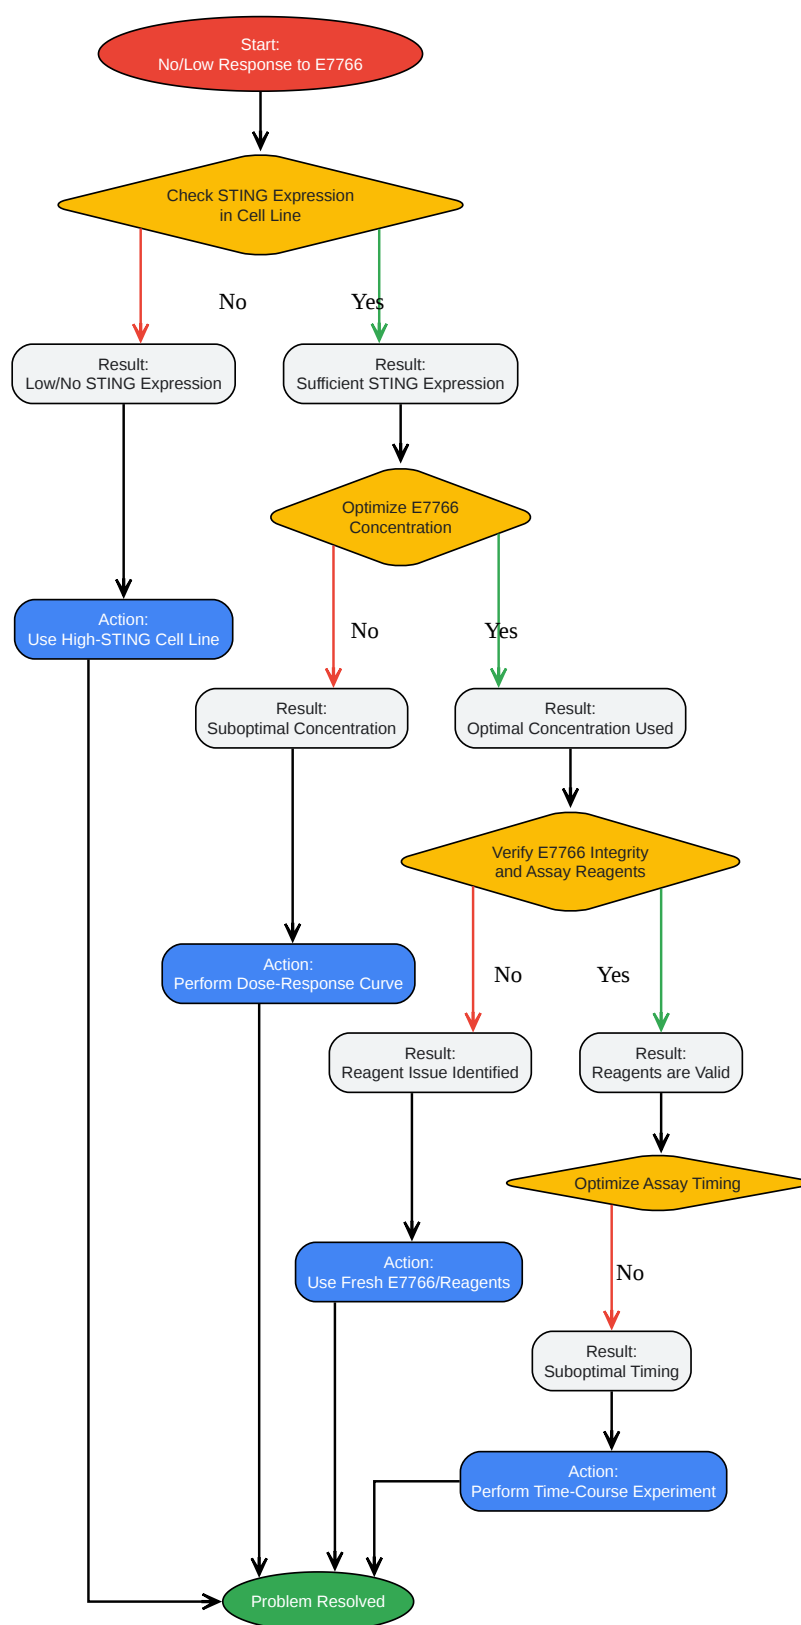 Start:
No/Low Response to E7766
Check STING Expression
in Cell Line
No
Yes
Result:
Low/No STING Expression
Result:
Sufficient STING Expression
Optimize E7766
Concentration
Action:
Use High-STING Cell Line
No
Yes
Result:
Suboptimal Concentration
Result:
Optimal Concentration Used
Verify E7766 Integrity
and Assay Reagents
Action:
Perform Dose-Response Curve
No
Yes
Result:
Reagent Issue Identified
Result:
Reagents are Valid
Optimize Assay Timing
Action:
Use Fresh E7766/Reagents
No
Result:
Suboptimal Timing
Action:
Perform Time-Course Experiment
Problem Resolved